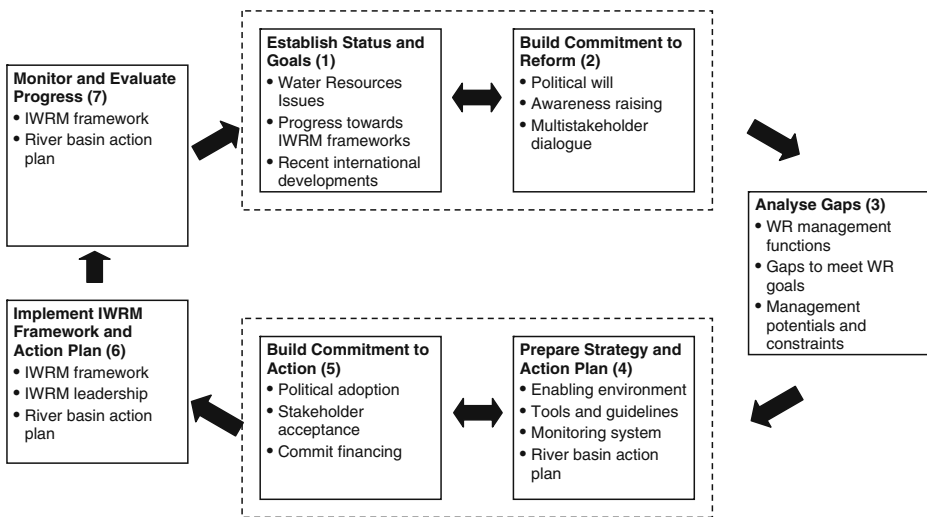 Establish Status and
Goals (1)
• Water Resources
Issues
• Progress towards
IWRM frameworks
• Recent international
developments
Build Commitment to
Reform (2)
• Political will
• Awareness raising
• Multistakeholder
dialogue
Analyse Gaps (3)
• WR management
functions
• Gaps to meet WR
goals
• Management
potentials and
constraints
Prepare Strategy and
Action Plan (4)
• Enabling environment
• Tools and guidelines
• Monitoring system
• River basin action
plan
Build Commitment to
Action (5)
• Political adoption
• Stakeholder
acceptance
• Commit financing
Implement IWRM
Framework and
Action Plan (6)
• IWRM framework
• IWRM leadership
• River basin action
plan
Monitor and Evaluate
Progress (7)
• IWRM framework
• River basin action
plan